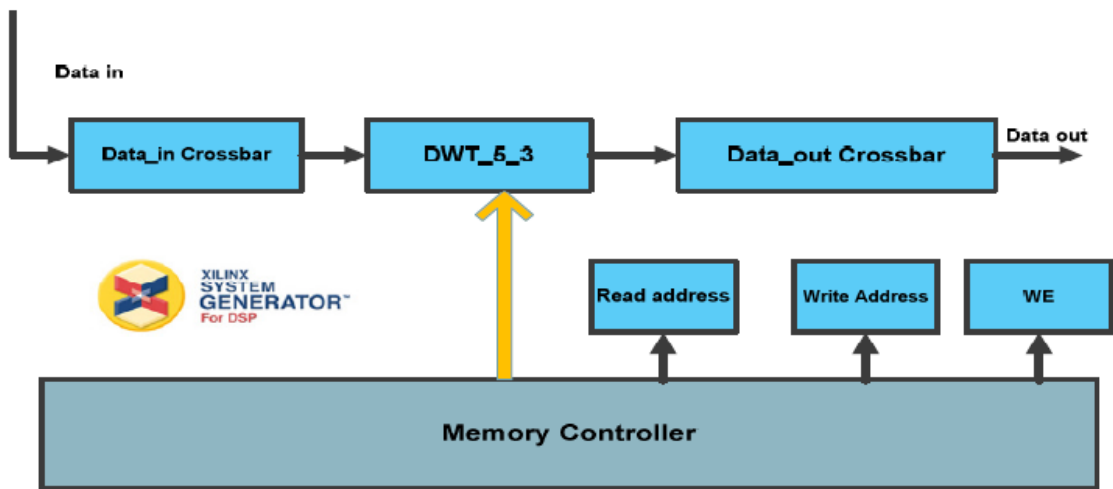 Data in
Data_in Crossbar
DWT_5_3
Data_out Crossbar
Data out
XILINX
SYSTEM
GENERATOR™
For DSP
Read address
Write Address
WE
Memory Controller